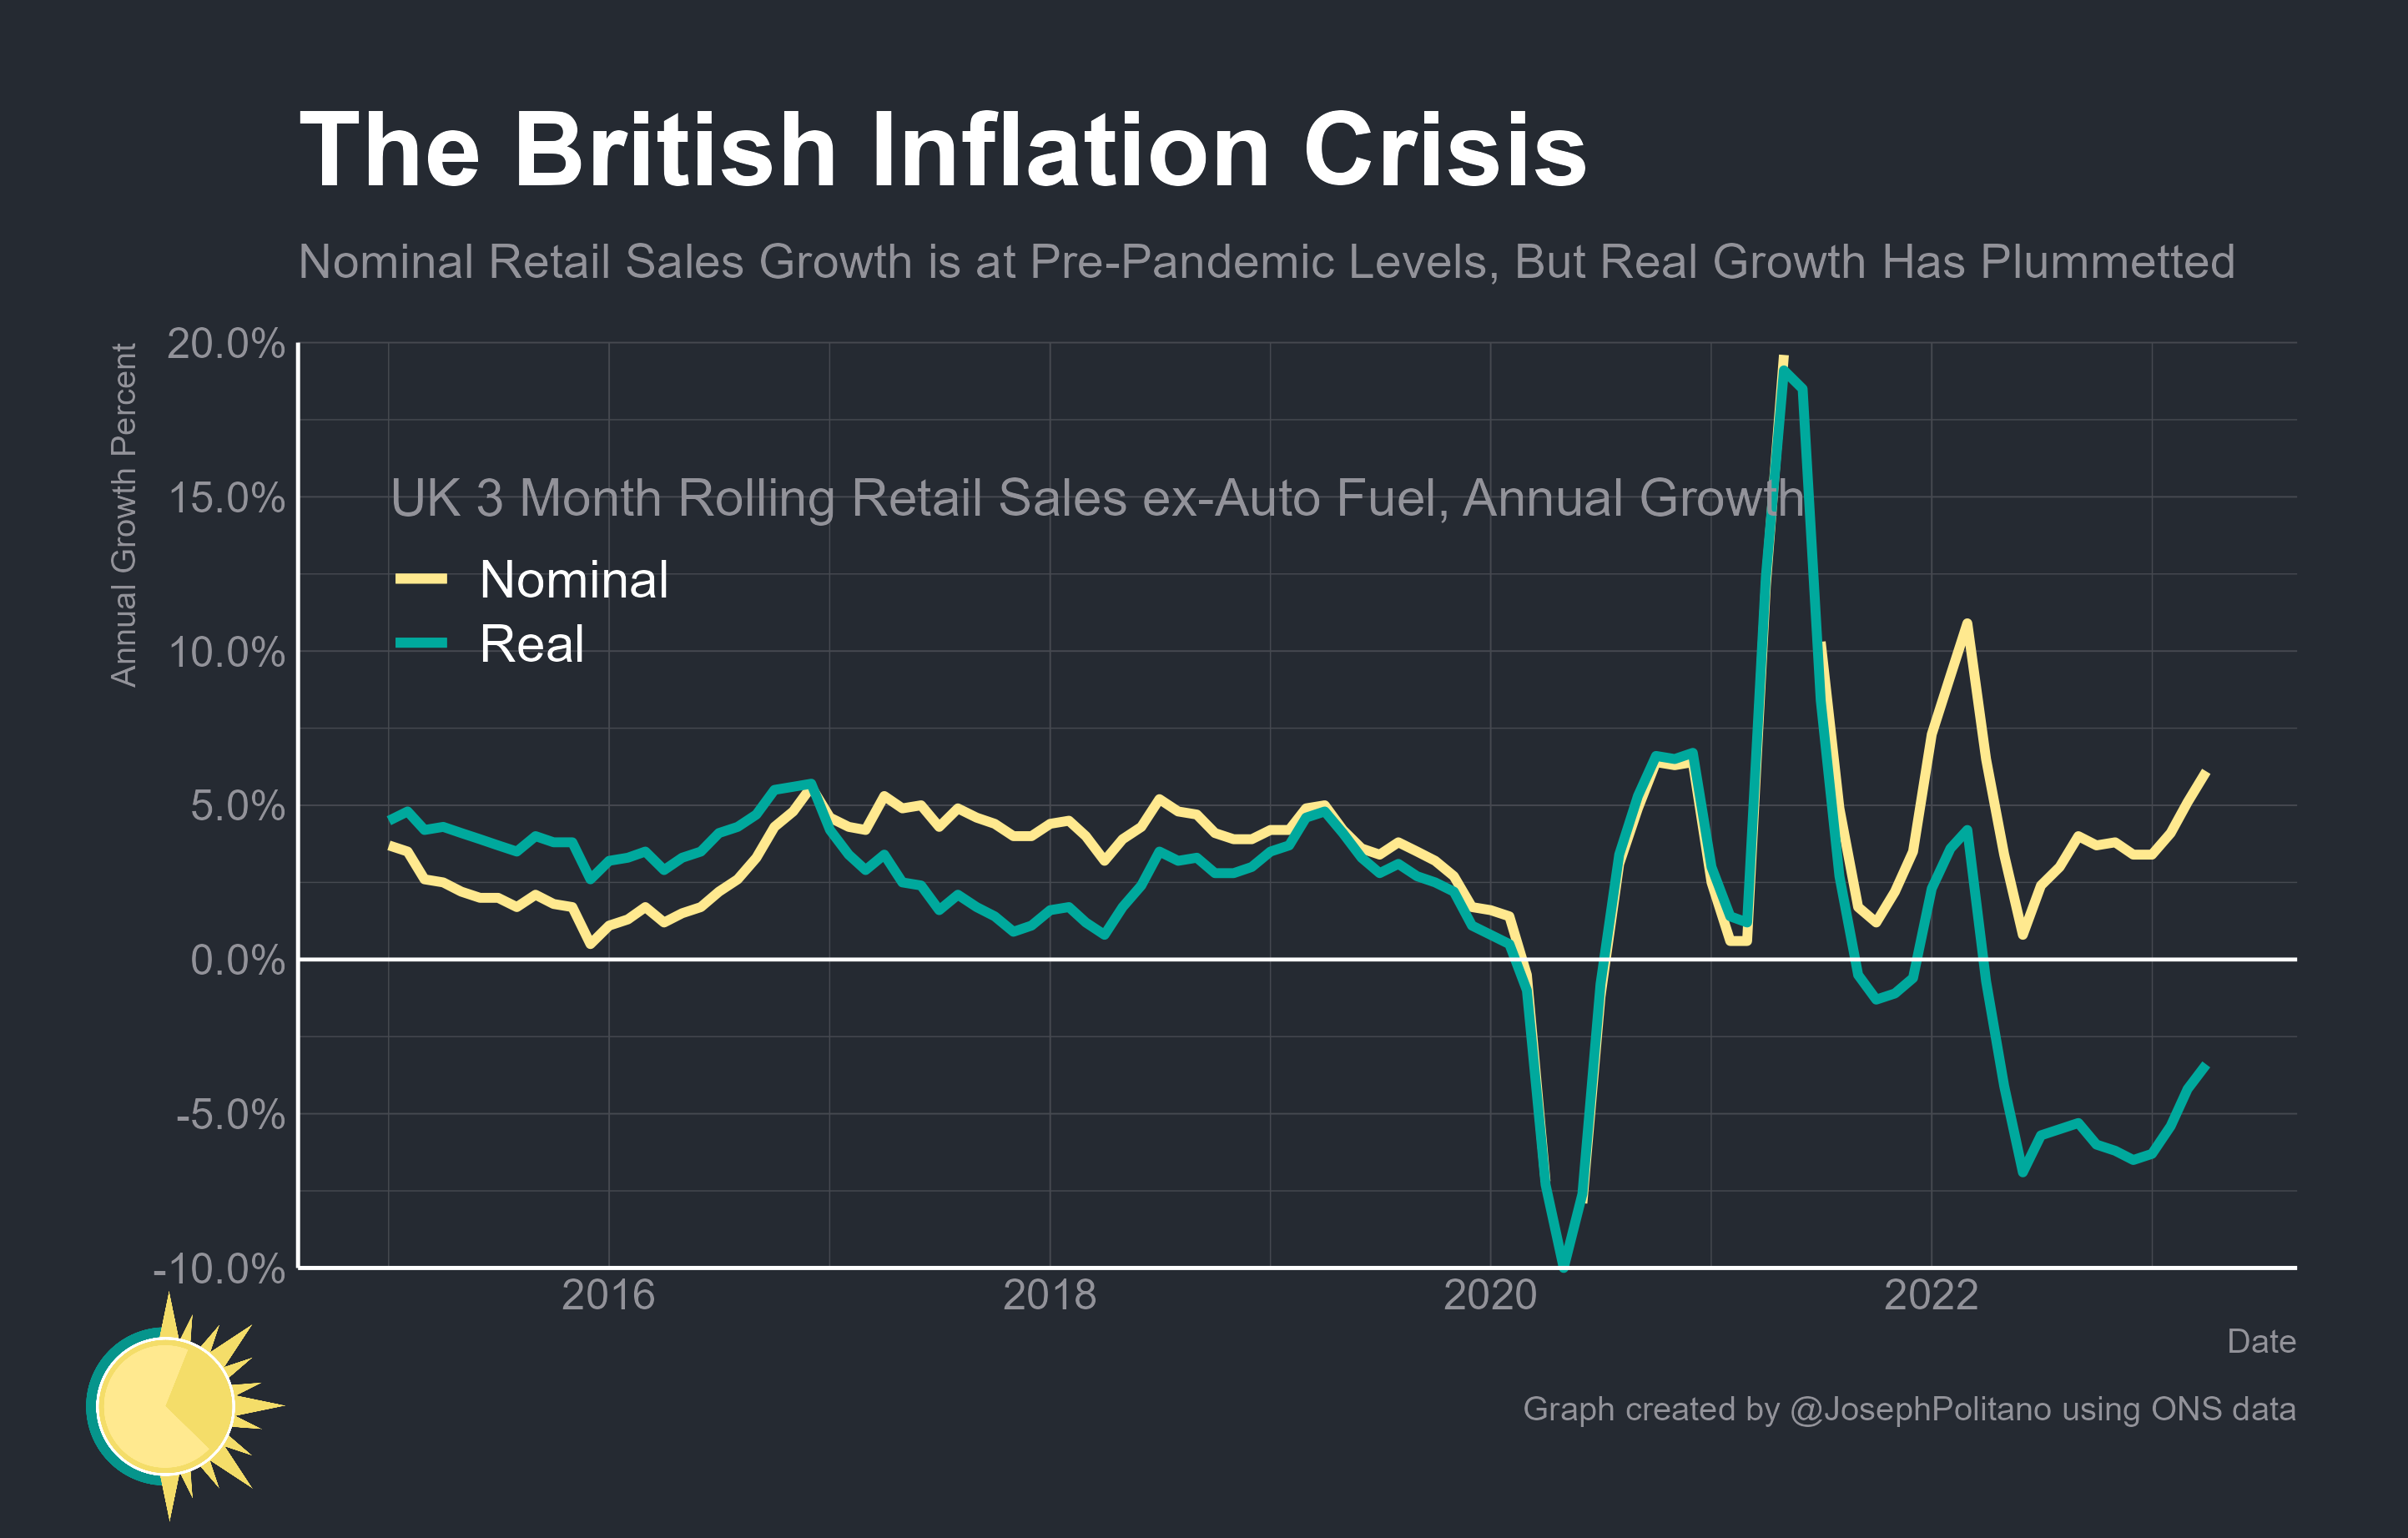 The British Inflation Crisis
Nominal Retail Sales Growth is at Pre-Pandemic Levels, But Real Growth Has Plummetted
Annual Growth Percent
20.0%
15.0%
10.0%
5.0%
0.0%
-5.0%
-10.0%
UK 3 Month Rolling Retail Sales ex-Auto Fuel, Annual Growth
Nominal
Real
2016
2018
2020
2022
Date
Graph created by @JosephPolitano using ONS data